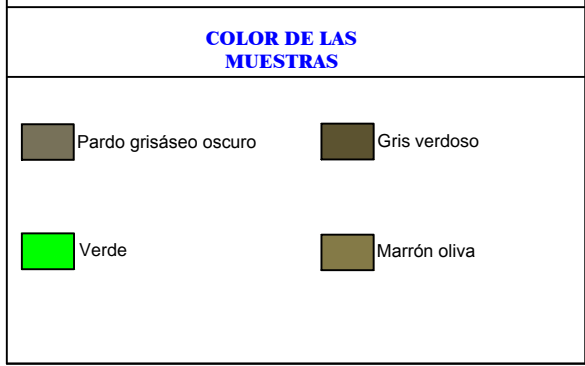 COLOR DE LAS
MUESTRAS
Pardo grisáseo oscuro
Gris verdoso
Verde
Marrón oliva